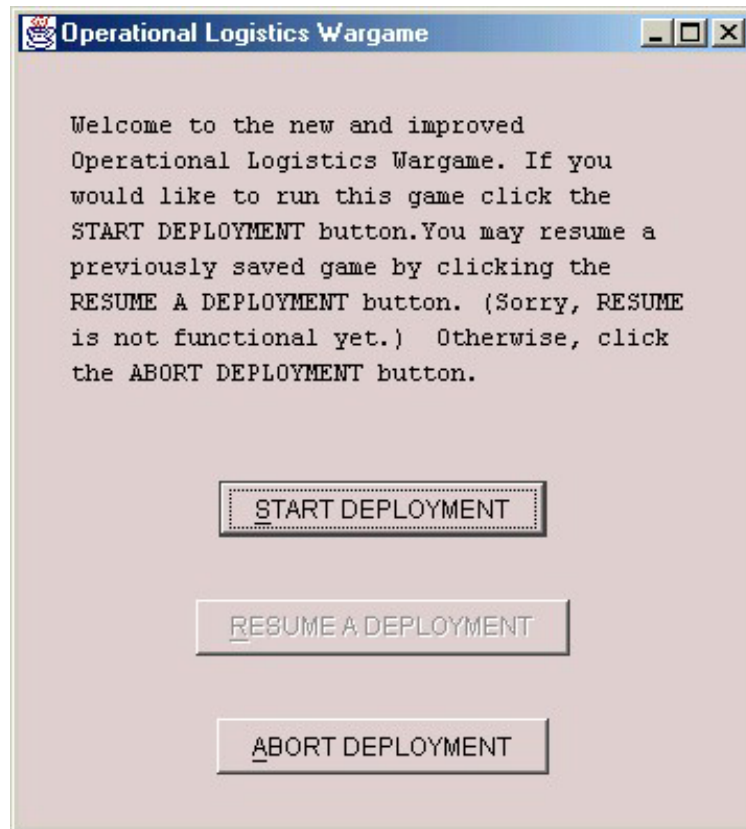 Operational Logistics Wargame
Welcome to the new and improved
Operational Logistics Wargame. If you
would like to run this game click the
START DEPLOYMENT button.You may resume a
previously saved game by clicking the
RESUME A DEPLOYMENT button. (Sorry, RESUME
is not functional yet.)  Otherwise, click
the ABORT DEPLOYMENT button.
START DEPLOYMENT
RESUME A DEPLOYMENT
ABORT DEPLOYMENT